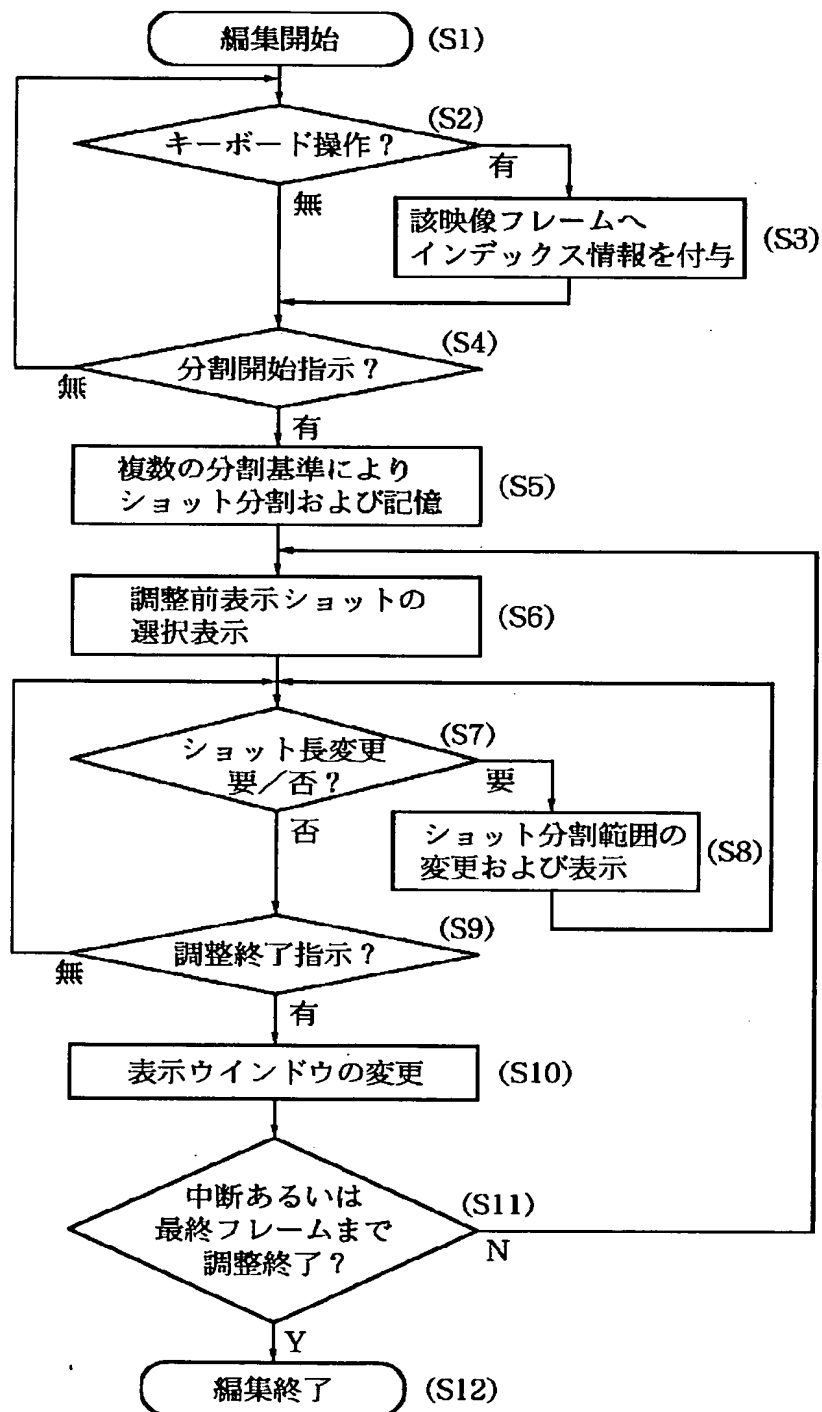 編集開始 (S1)
(S2)
キーボード操作？
有
無
該映像フレームへ
インデックス情報を付与
(S3)
(S4)
分割開始指示？
無
有
複数の分割基準により
ショット分割および記憶
(S5)
調整前表示ショットの
選択表示
(S6)
(S7)
ショット長変更
要／否？
要
否
ショット分割範囲の
変更および表示
(S8)
(S9)
調整終了指示？
無
有
表示ウインドウの変更 (S10)
中断あるいは
最終フレームまで
調整終了？
(S11)
N
Y
編集終了 (S12)